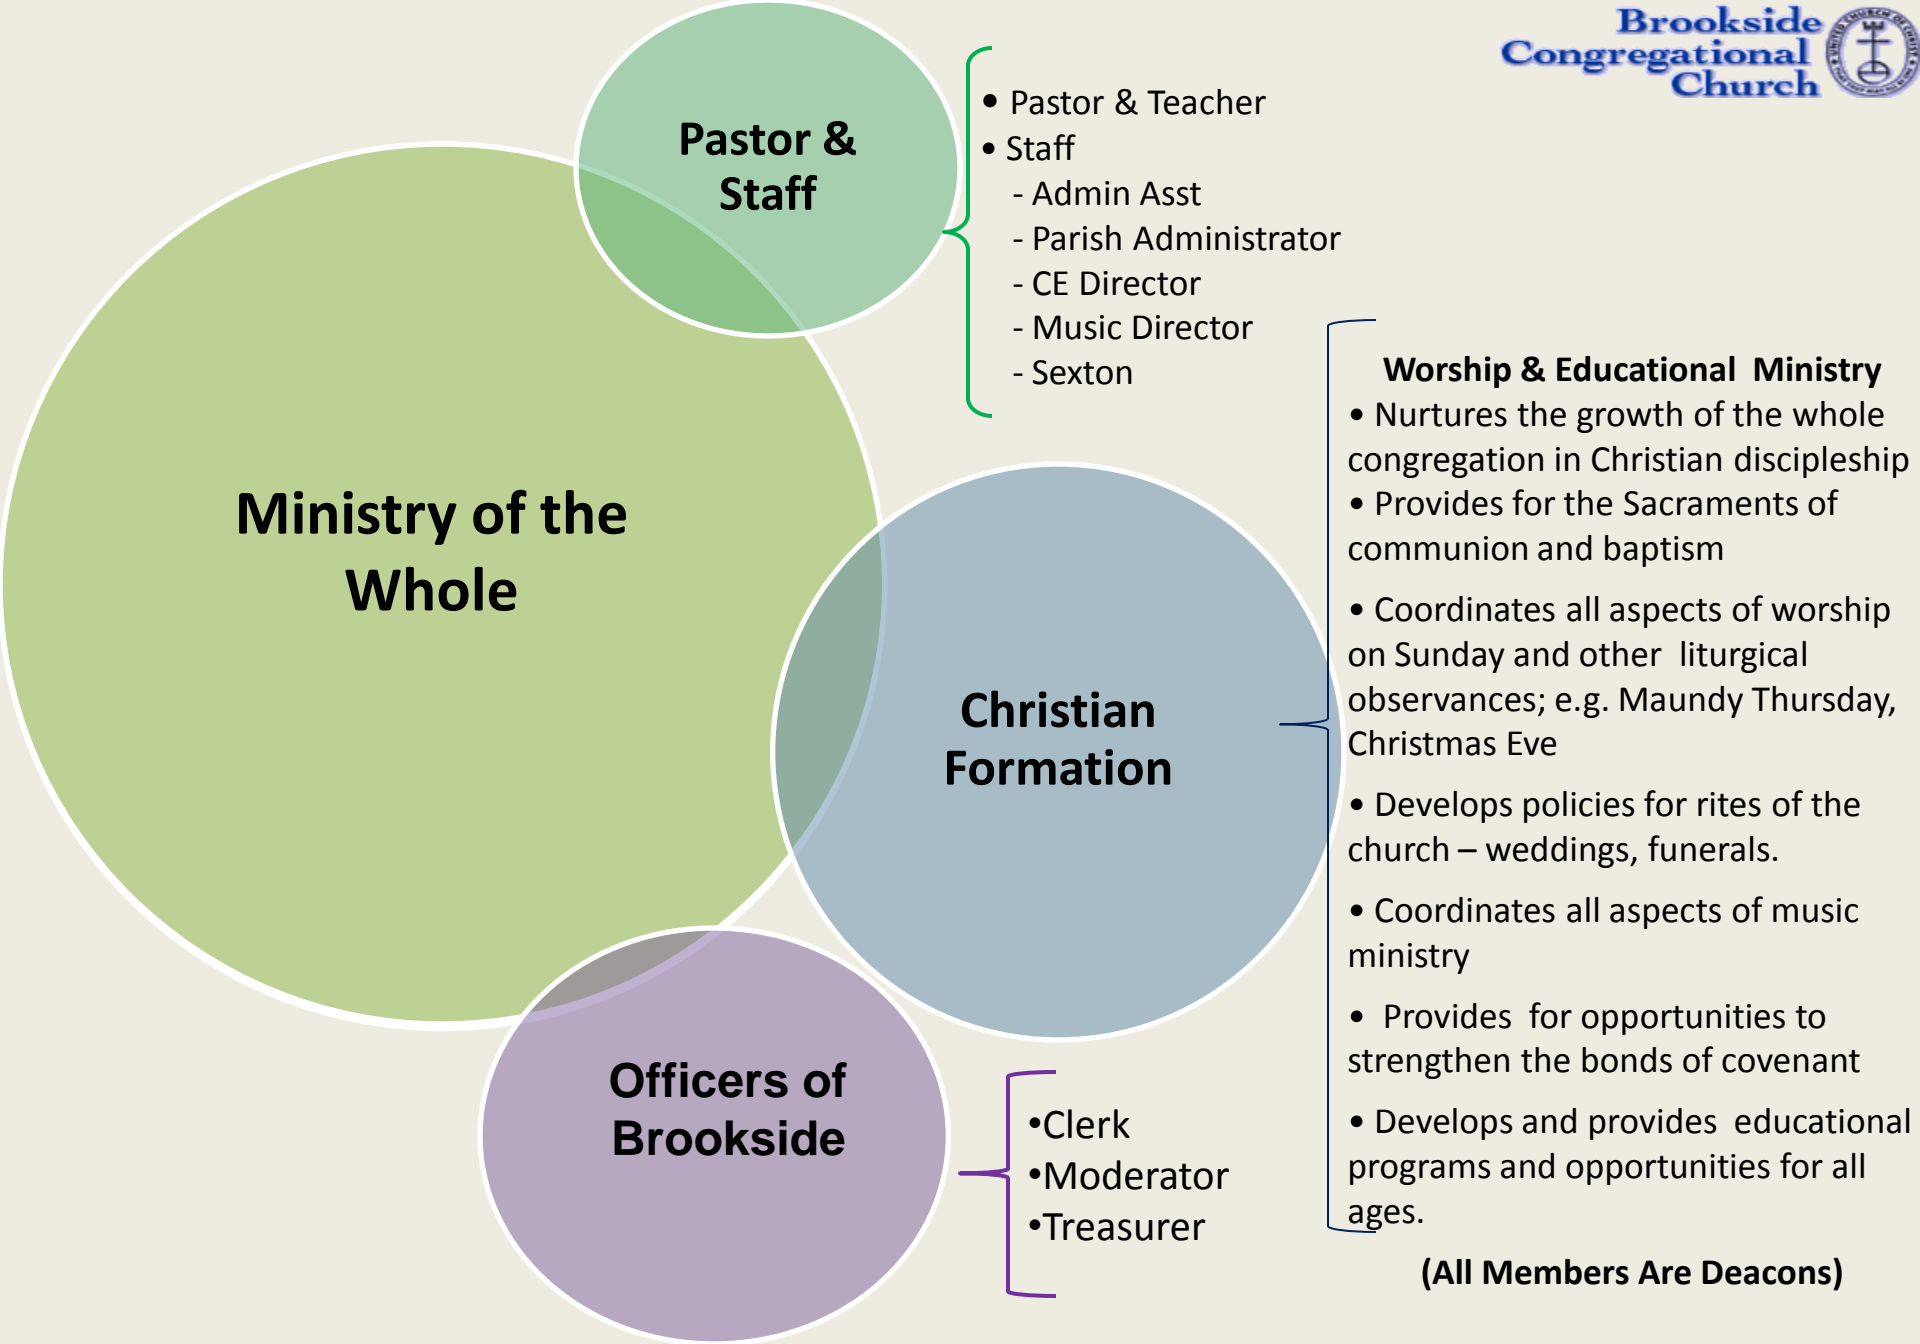 Brookside
Congregational
Church
Pastor &
Staff
• Pastor & Teacher
• Staff
- Admin Asst
- Parish Administrator
- CE Director
- Music Director
- Sexton
Ministry of the
Whole
Christian
Formation
Worship & Educational Ministry
• Nurtures the growth of the whole
congregation in Christian discipleship
• Provides for the Sacraments of
communion and baptism
• Coordinates all aspects of worship
on Sunday and other liturgical
observances; e.g. Maundy Thursday,
Christmas Eve
• Develops policies for rites of the
church – weddings, funerals.
• Coordinates all aspects of music
ministry
• Provides for opportunities to
strengthen the bonds of covenant
• Develops and provides educational
programs and opportunities for all
ages.
(All Members Are Deacons)
Officers of
Brookside
•Clerk
•Moderator
•Treasurer